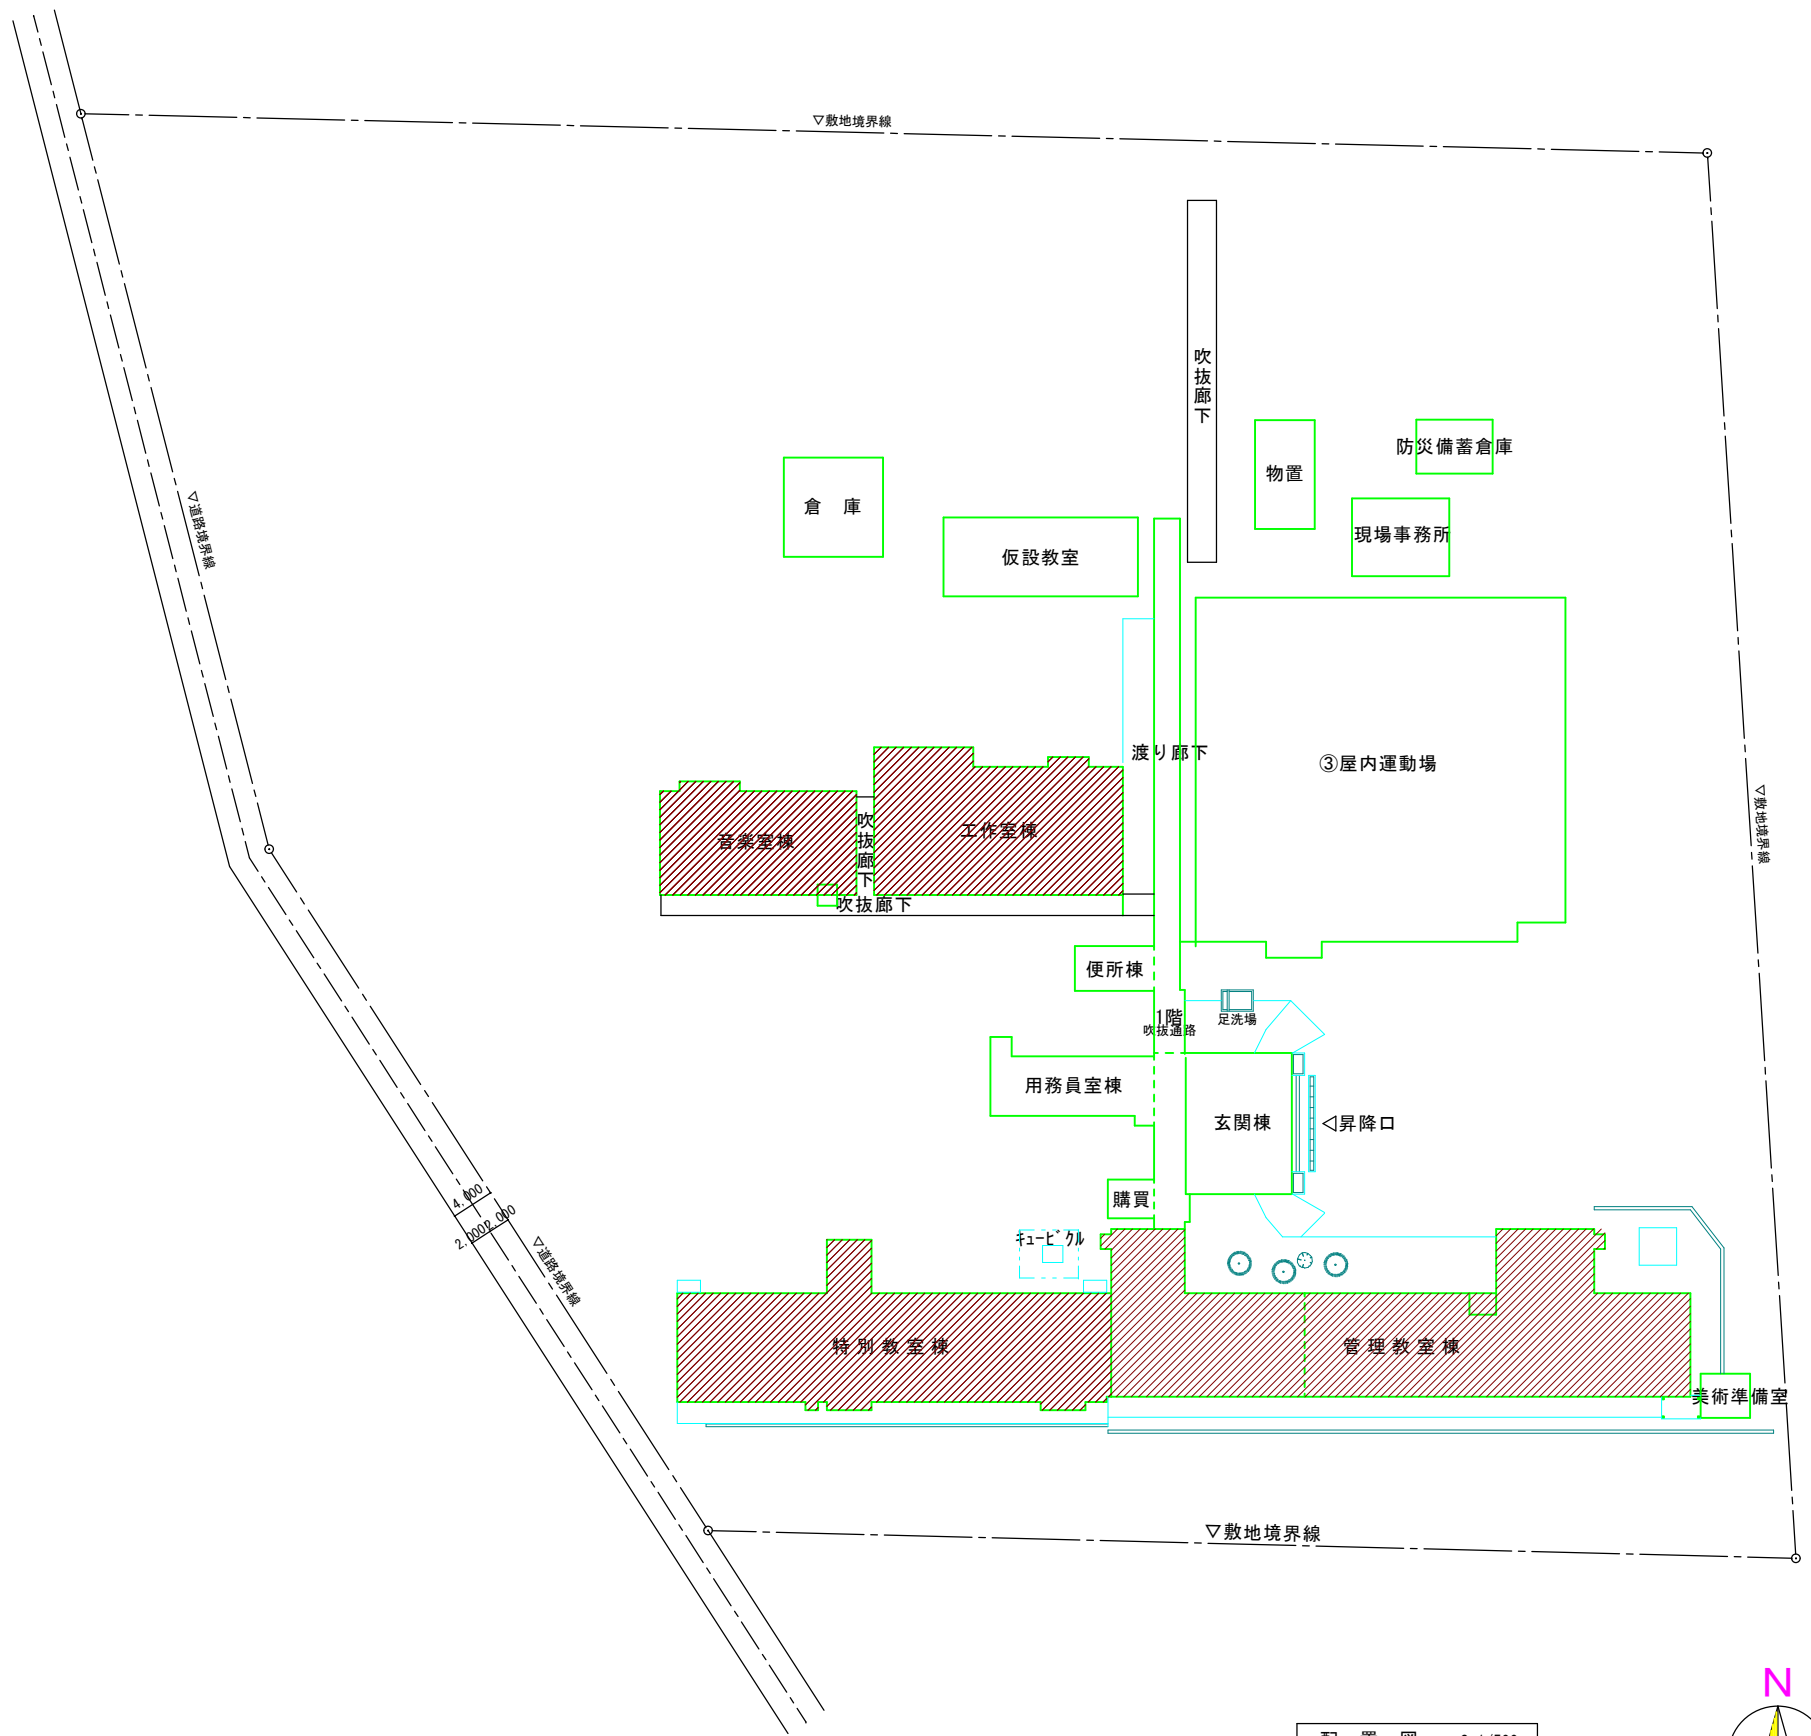 ▽敷地境界線
吹抜廊下
防災備蓄倉庫
物置
倉　庫
現場事務所
仮設教室
▽道路境界線
渡り廊下
③屋内運動場
▽敷地境界線
吹抜廊下
工作室棟
音楽室棟
吹抜廊下
便所棟
1階
吹抜通路
足洗場
用務員室棟
玄関棟
◁昇降口
購買
4.000
2.000
2.000
▽道路境界線
キュービクル
特別教室棟
管理教室棟
美術準備室
▽敷地境界線
N